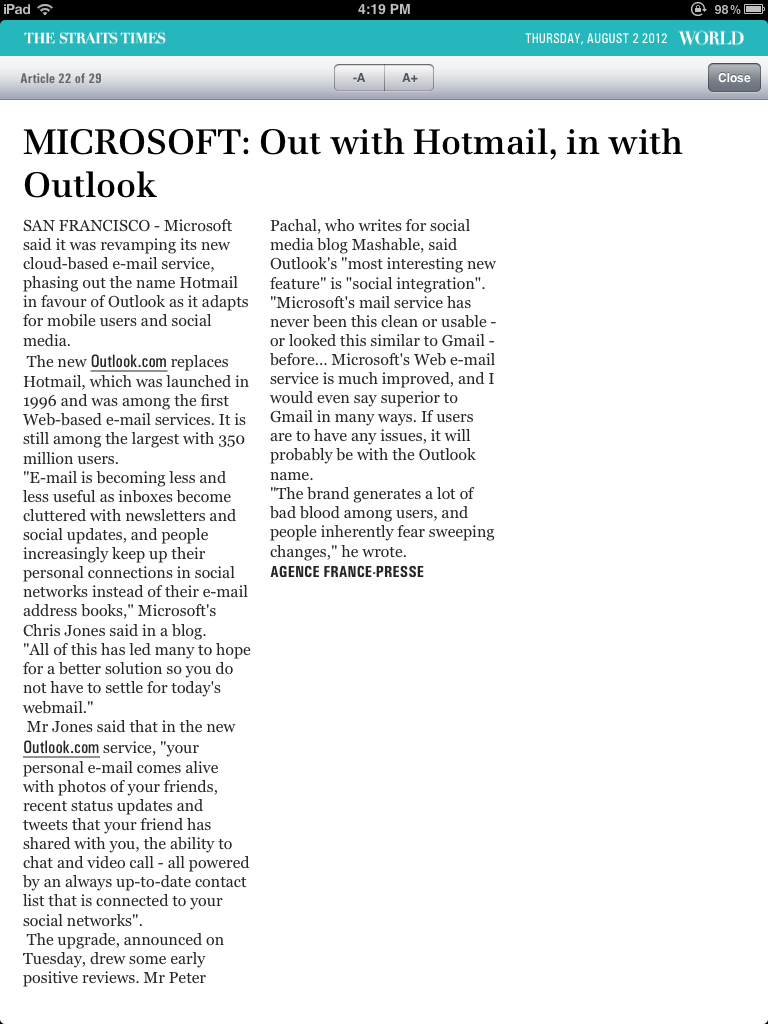 iPad 4:19 PM 98%
THE STRAITS TIMES THURSDAY, AUGUST 2 2012 WORLD
Article 22 of 29 -A A+ Close
MICROSOFT: Out with Hotmail, in with
Outlook
SAN FRANCISCO - Microsoft
said it was revamping its new
cloud-based e-mail service,
phasing out the name Hotmail
in favour of Outlook as it adapts
for mobile users and social
media.
The new Outlook.com replaces
Hotmail, which was launched in
1996 and was among the first
Web-based e-mail services. It is
still among the largest with 350
million users.
"E-mail is becoming less and
less useful as inboxes become
cluttered with newsletters and
social updates, and people
increasingly keep up their
personal connections in social
networks instead of their e-mail
address books," Microsoft's
Chris Jones said in a blog.
"All of this has led many to hope
for a better solution so you do
not have to settle for today's
webmail."
Mr Jones said that in the new
Outlook.com service, "your
personal e-mail comes alive
with photos of your friends,
recent status updates and
tweets that your friend has
shared with you, the ability to
chat and video call - all powered
by an always up-to-date contact
list that is connected to your
social networks".
The upgrade, announced on
Tuesday, drew some early
positive reviews. Mr Peter
Pachal, who writes for social
media blog Mashable, said
Outlook's "most interesting new
feature" is "social integration".
"Microsoft's mail service has
never been this clean or usable -
or looked this similar to Gmail -
before... Microsoft's Web e-mail
service is much improved, and I
would even say superior to
Gmail in many ways. If users
are to have any issues, it will
probably be with the Outlook
name.
"The brand generates a lot of
bad blood among users, and
people inherently fear sweeping
changes," he wrote.
AGENCE FRANCE-PRESSE